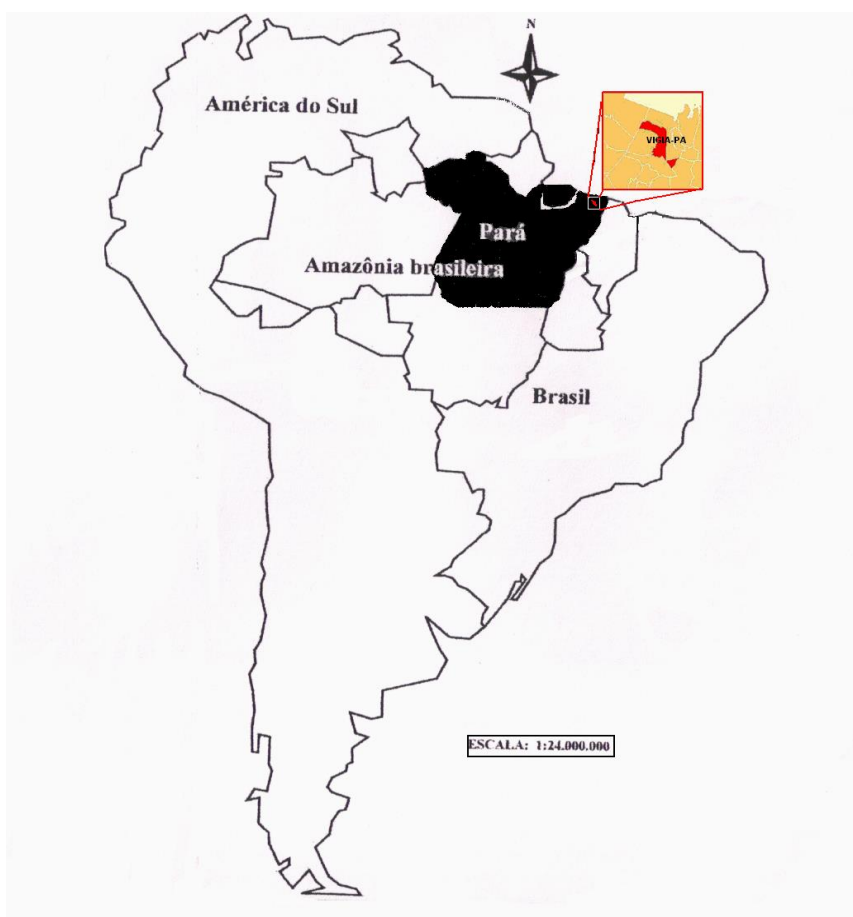 N
América do Sul
VIGIA-PA
Pará
Amazônia brasileira
Brasil
ESCALA: 1:24.000.000